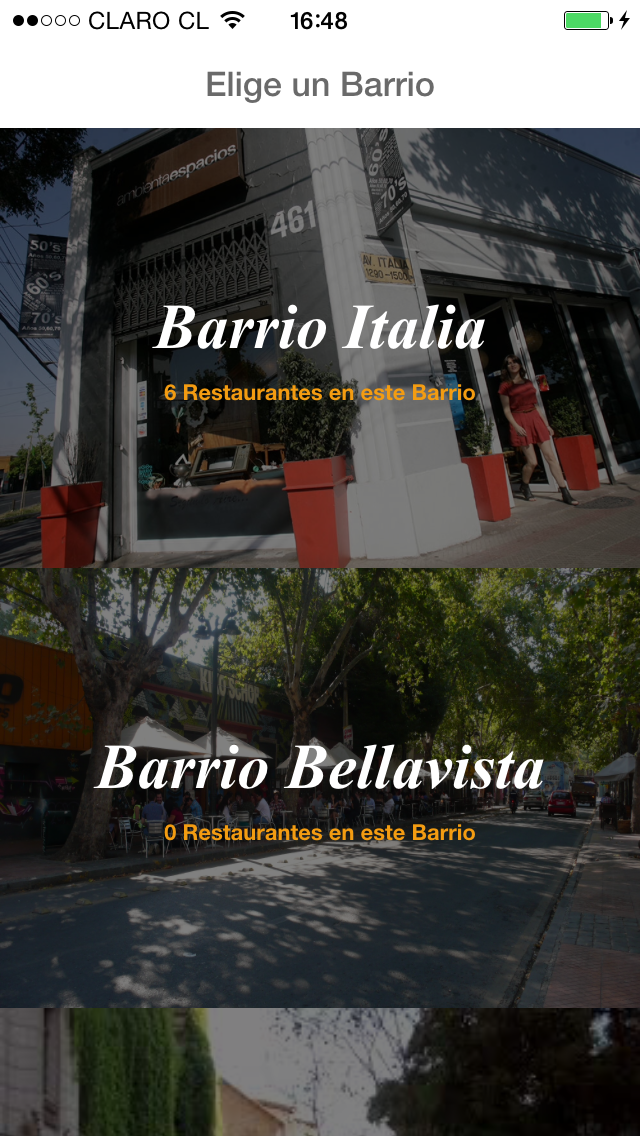 CLARO CL 16:48
Elige un Barrio
ambientaespacios
461
60's
70'S
50'S
60's
70's
AV. ITALIA
1290-1500
Barrio Italia
6 Restaurantes en este Barrio
Barrio Bellavista
0 Restaurantes en este Barrio